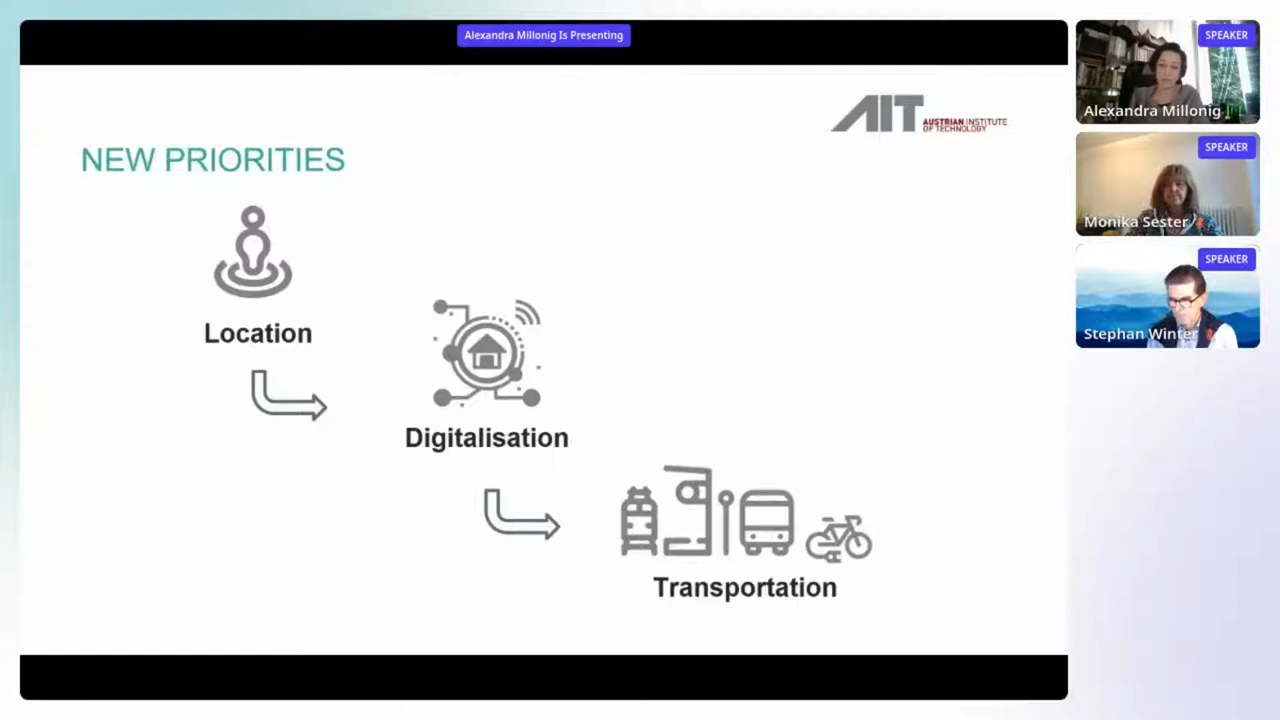 Alexandra Millonig Is Presenting
AIT
AUSTRIAN INSTITUTE
OF TECHNOLOGY
NEW PRIORITIES
Location
Digitalisation
Transportation
SPEAKER
Alexandra Millonig
SPEAKER
Monika Sester
SPEAKER
Stephan Winter